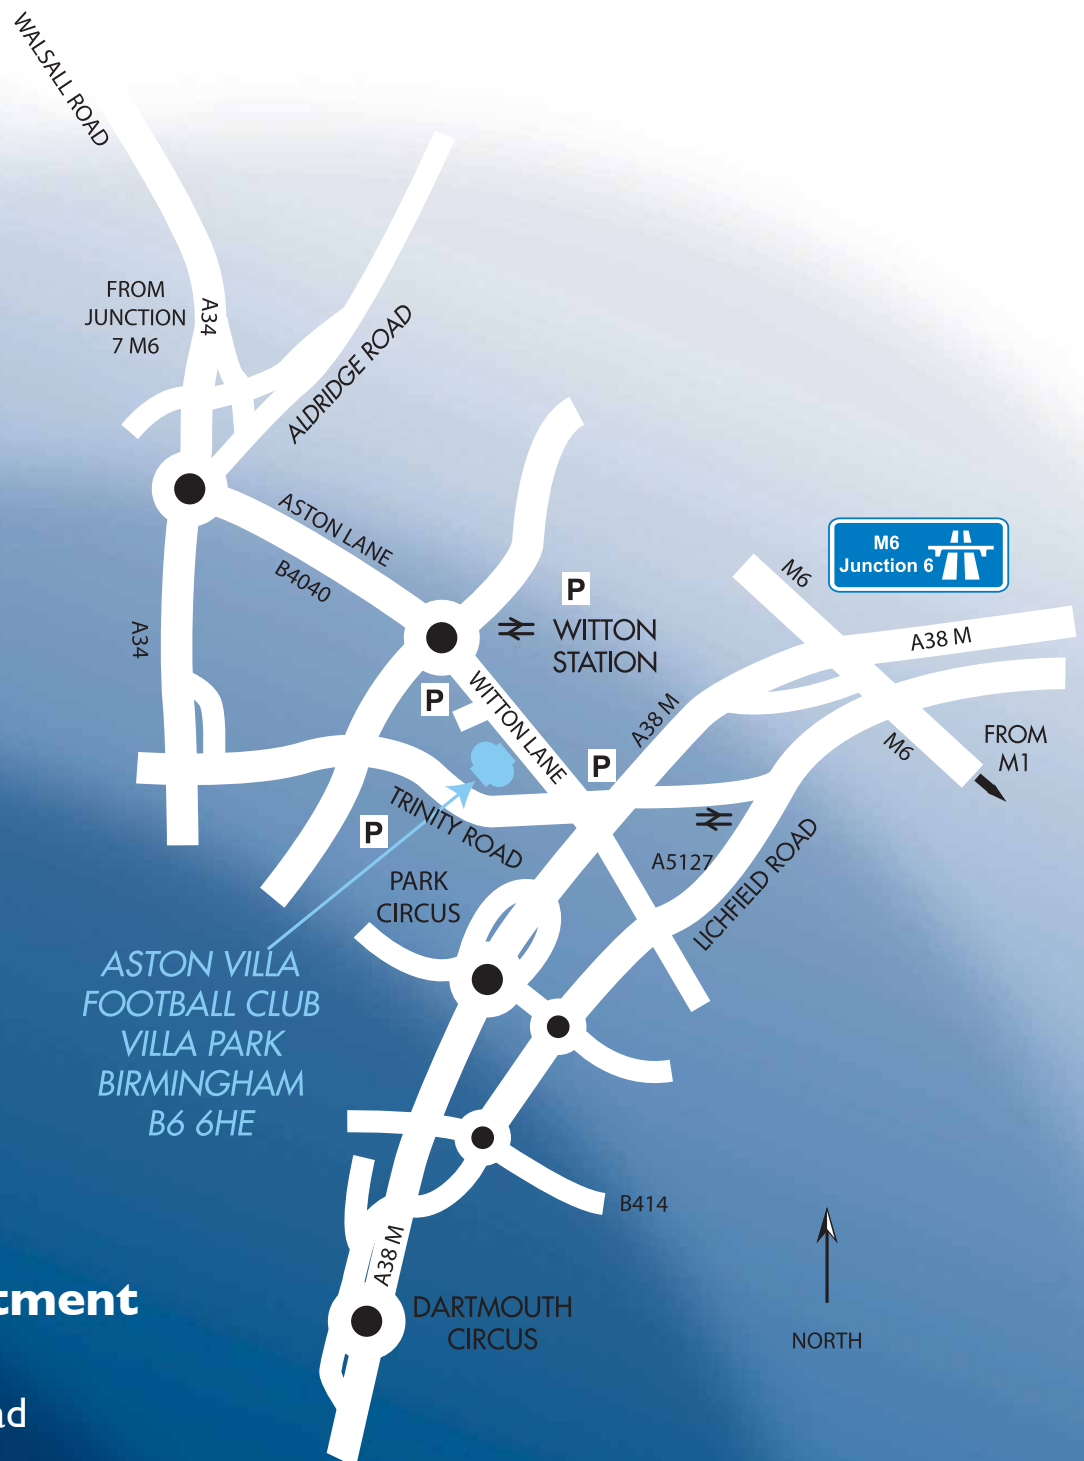 WALSALL ROAD
FROM
JUNCTION
7 M6
A34
ALDRIDGE ROAD
ASTON LANE
B4040
A34
M6
Junction 6
P
WITTON
STATION
M6
A38 M
P
WITTON LANE
A38 M
M6
FROM
M1
P
TRINITY ROAD
P
A5127
LICHFIELD ROAD
PARK
CIRCUS
ASTON VILLA
FOOTBALL CLUB
VILLA PARK
BIRMINGHAM
B6 6HE
B414
A38 M
tment
DARTMOUTH
CIRCUS
NORTH
ad